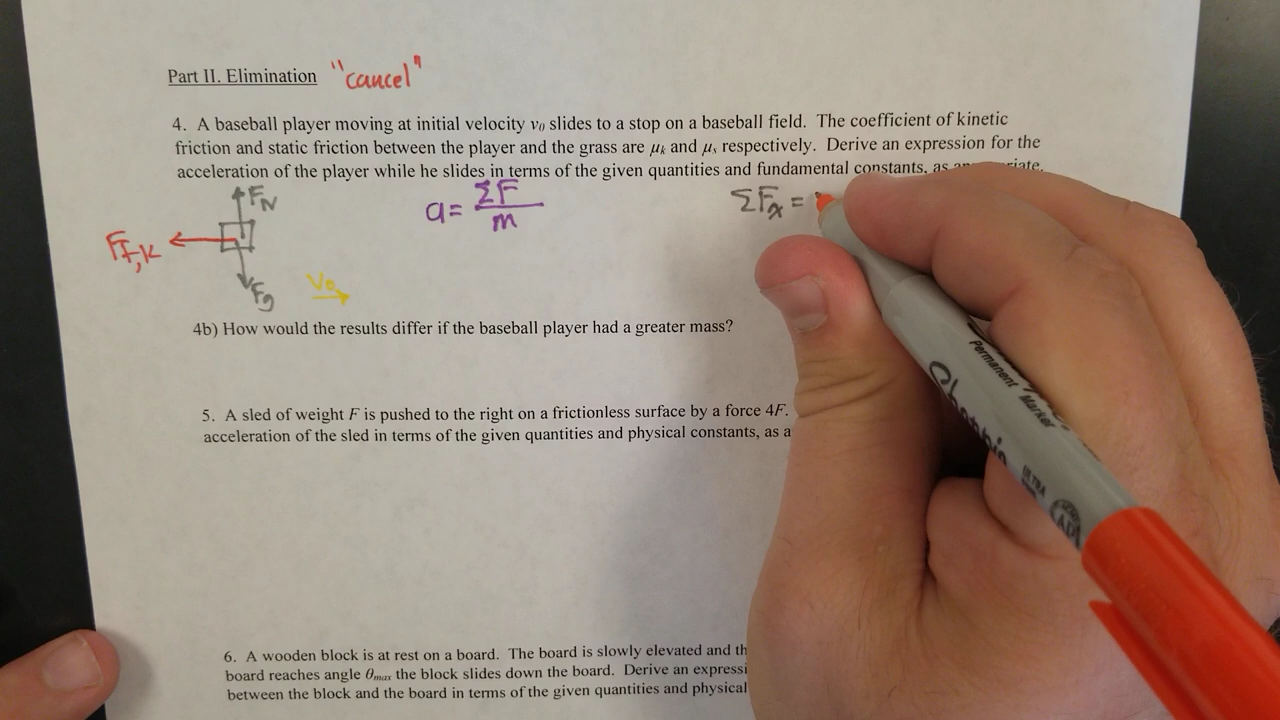 Part II. Elimination "cancel"
4. A baseball player moving at initial velocity v₀ slides to a stop on a baseball field. The coefficient of kinetic
friction and static friction between the player and the grass are μₖ and μₛ respectively. Derive an expression for the
acceleration of the player while he slides in terms of the given quantities and fundamental constants, as
F_N
a = ΣF / m
ΣFₓ =
F_f,k
F_g
v₀
4b) How would the results differ if the baseball player had a greater mass?
5. A sled of weight F is pushed to the right on a frictionless surface by a force 4F.
acceleration of the sled in terms of the given quantities and physical constants, as a
6. A wooden block is at rest on a board. The board is slowly elevated and th
board reaches angle θmax the block slides down the board. Derive an expressi
between the block and the board in terms of the given quantities and physical
Permanent Marker
Sharpie
ULTRA